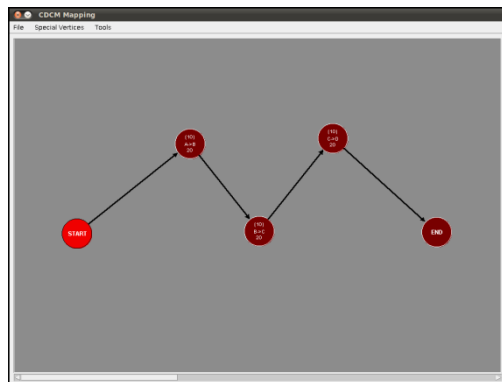 CDCM Mapping
File Special Vertices Tools
(10)
A->B
20
(10)
C->D
20
START
(10)
B->C
20
END